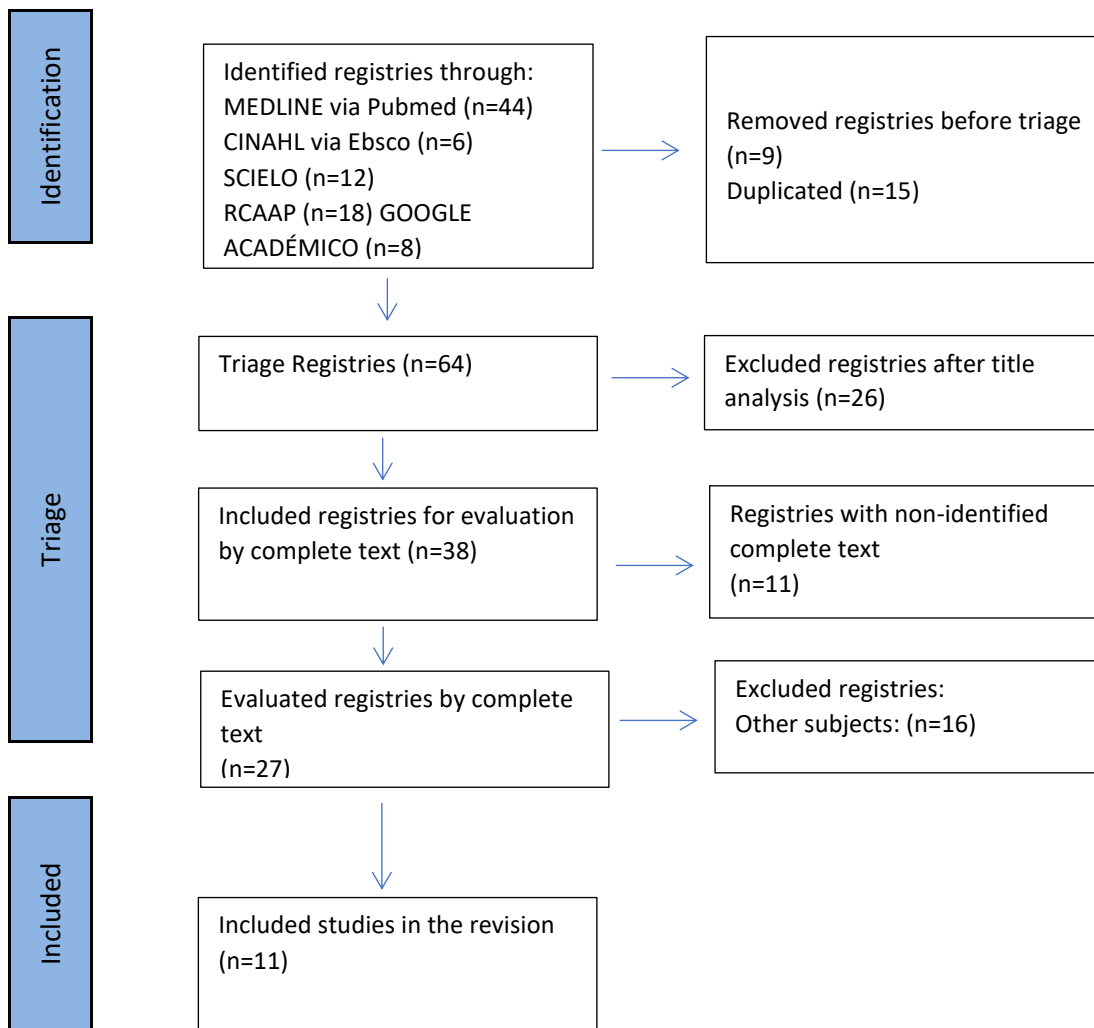 Identification
Identified registries through:
MEDLINE via Pubmed (n=44)
CINAHL via Ebsco (n=6)
SCIELO (n=12)
RCAAP (n=18) GOOGLE
ACADÉMICO (n=8)
Removed registries before triage
(n=9)
Duplicated (n=15)
Triage
Triage Registries (n=64)
Excluded registries after title
analysis (n=26)
Included registries for evaluation
by complete text (n=38)
Registries with non-identified
complete text
(n=11)
Evaluated registries by complete
text
(n=27)
Excluded registries:
Other subjects: (n=16)
Included
Included studies in the revision
(n=11)